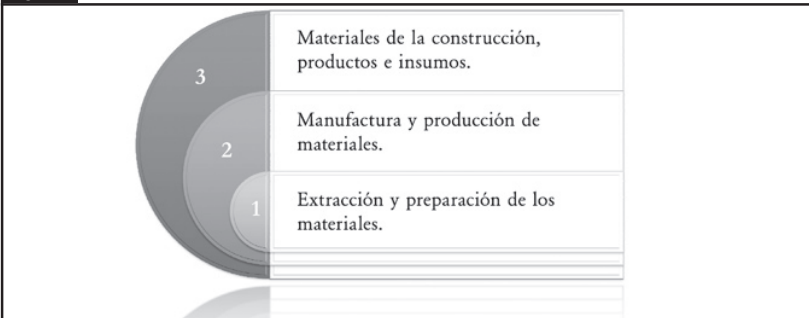 3
Materiales de la construcción,
productos e insumos.
2
Manufactura y producción de
materiales.
1
Extracción y preparación de los
materiales.